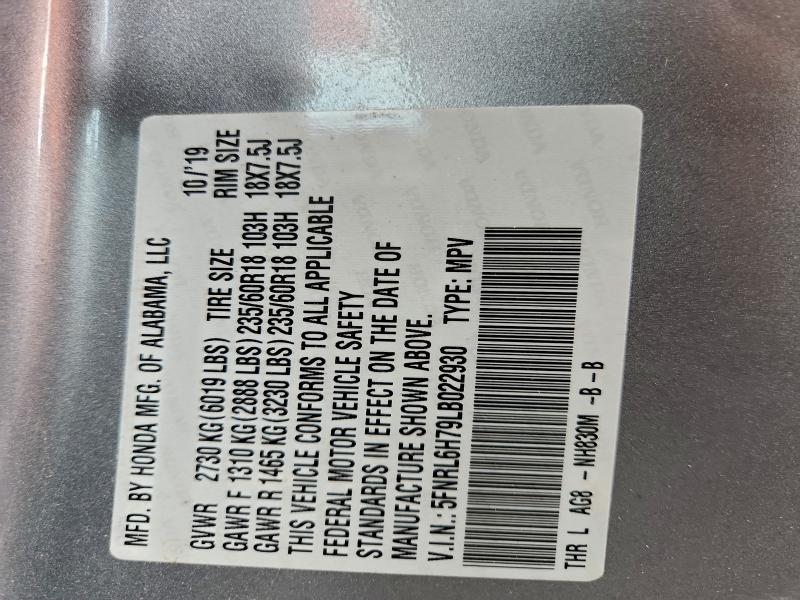 MFD. BY HONDA MFG. OF ALABAMA, LLC 10/'19
GVWR 2730 KG (6019 LBS) TIRE SIZE RIM SIZE
GAWR F 1310 KG (2888 LBS) 235/60R18 103H 18X7.5J
GAWR R 1465 KG (3230 LBS) 235/60R18 103H 18X7.5J
THIS VEHICLE CONFORMS TO ALL APPLICABLE
FEDERAL MOTOR VEHICLE SAFETY
STANDARDS IN EFFECT ON THE DATE OF
MANUFACTURE SHOWN ABOVE.
V.I.N.: 5FNRL6H79LB022930 TYPE: MPV
THR L AG8 - NH830M -B-B